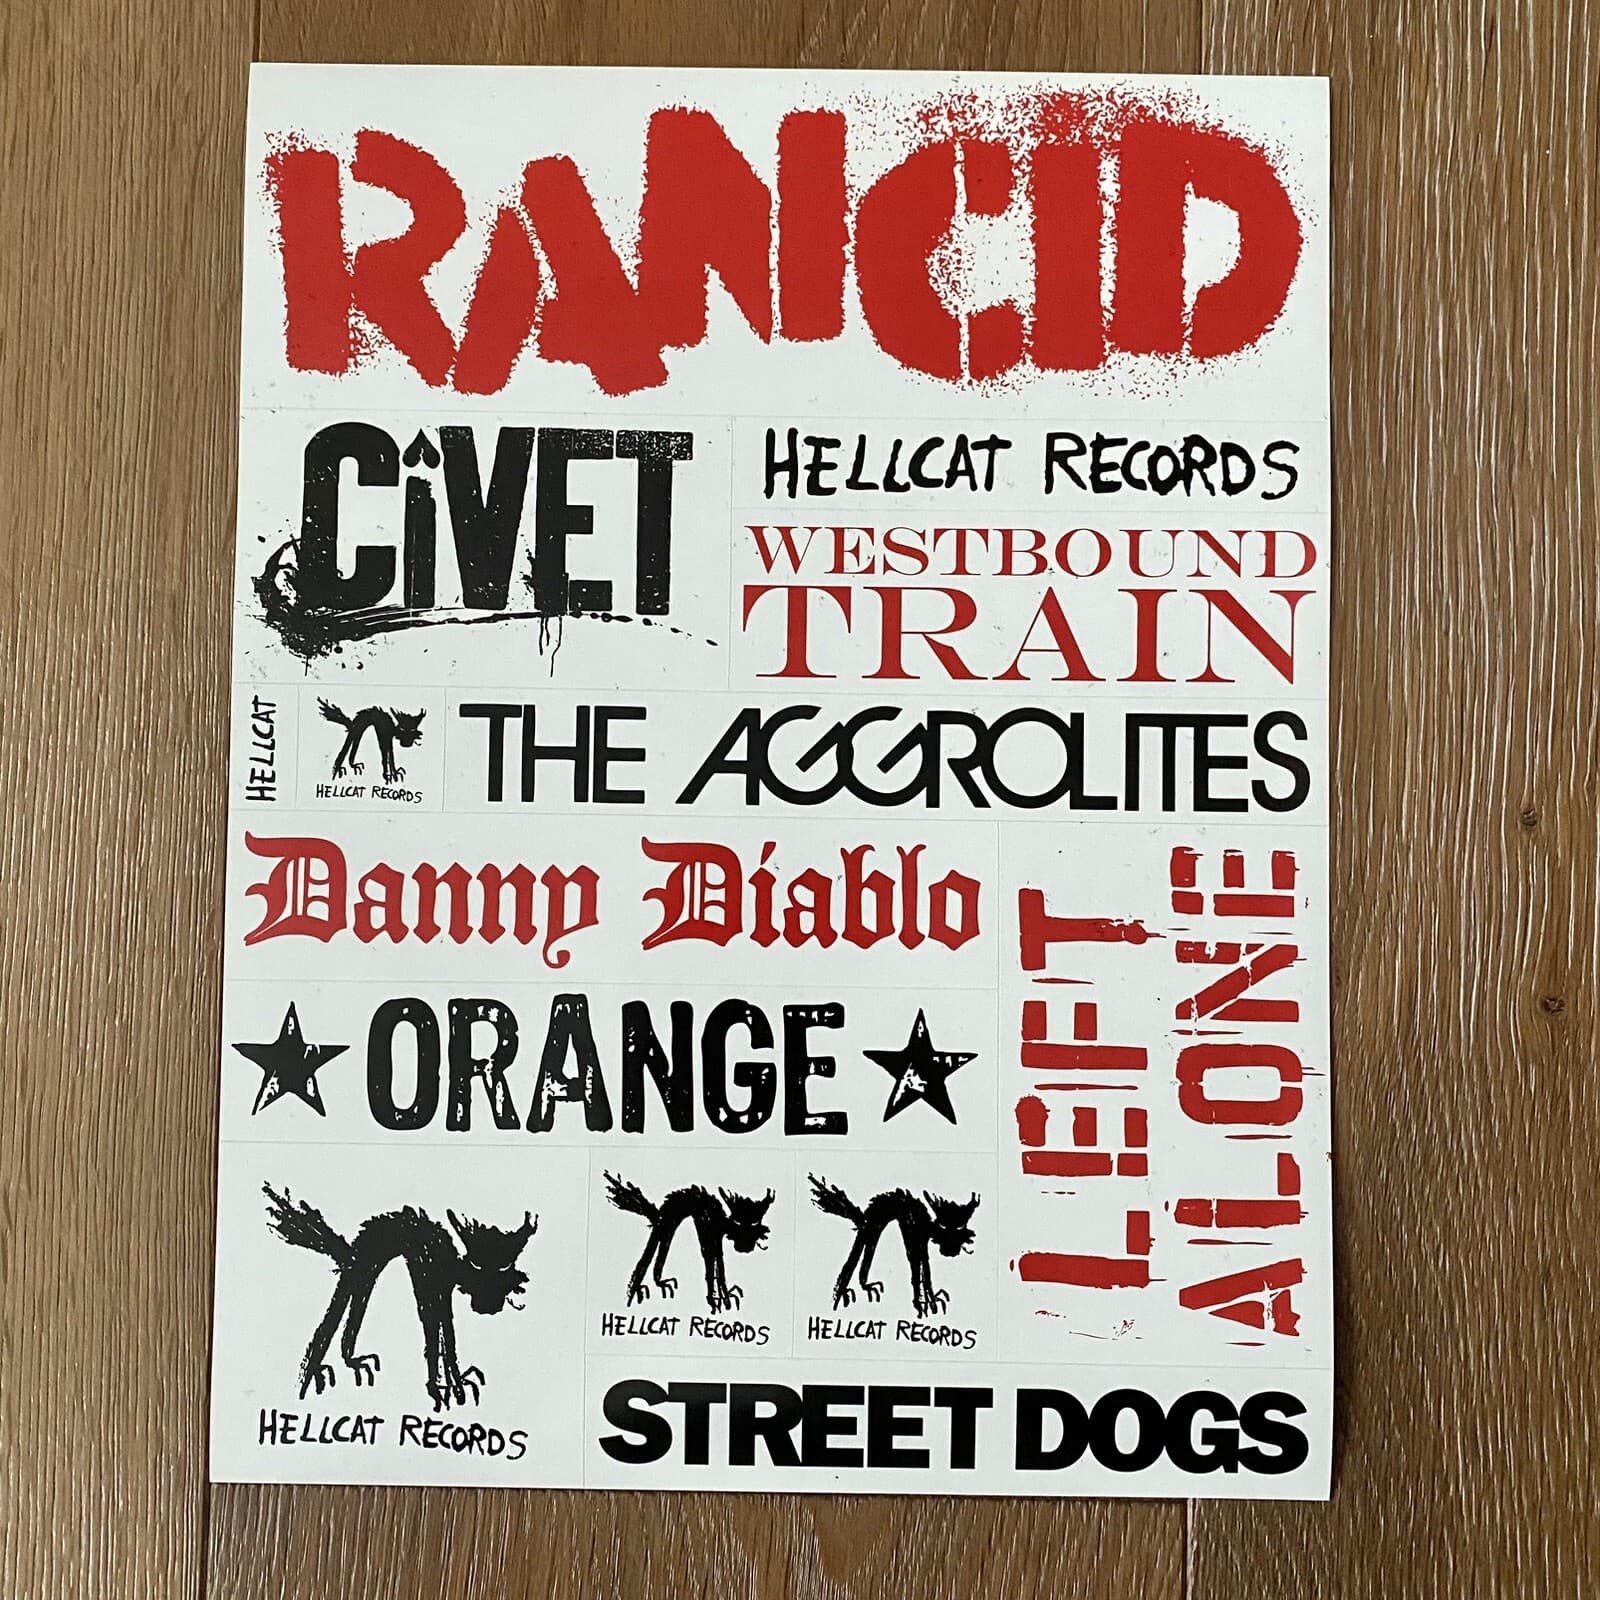 RANCID
CiVET
HELLCAT RECORDS
WESTBOUND
TRAIN
HELLCAT
HELLCAT RECORDS
THE AGGROLITES
Danny Diablo
ORANGE
LEFT
ALONE
HELLCAT RECORDS
HELLCAT RECORDS
HELLCAT RECORDS
STREET DOGS